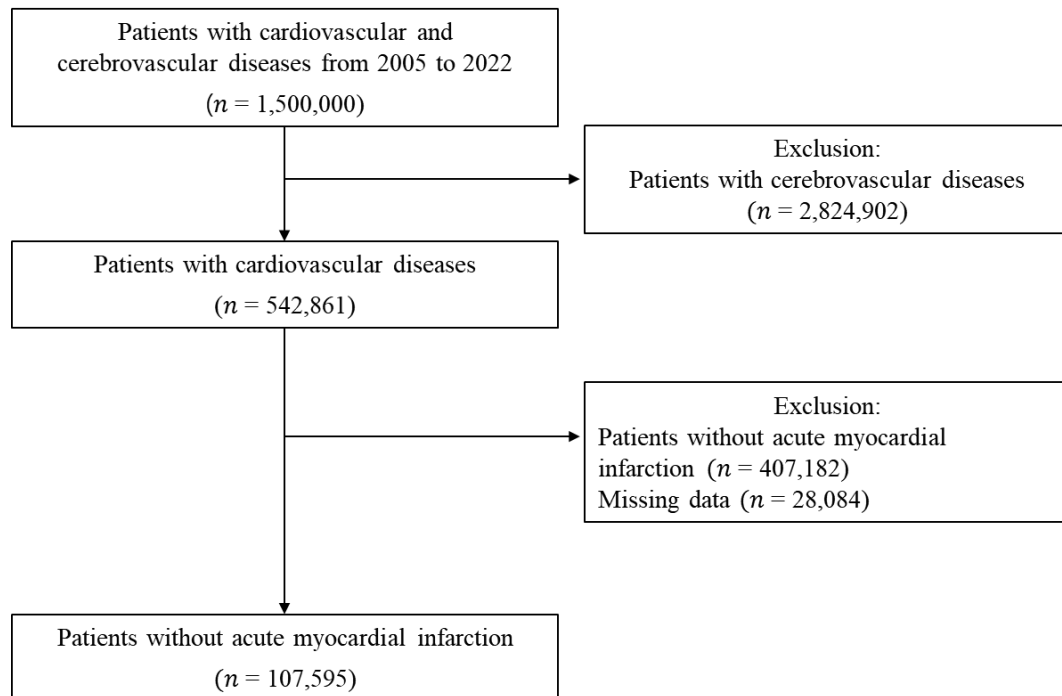 Patients with cardiovascular and
cerebrovascular diseases from 2005 to 2022
(n = 1,500,000)
Exclusion:
Patients with cerebrovascular diseases
(n = 2,824,902)
Patients with cardiovascular diseases
(n = 542,861)
Exclusion:
Patients without acute myocardial
infarction (n = 407,182)
Missing data (n = 28,084)
Patients without acute myocardial infarction
(n = 107,595)